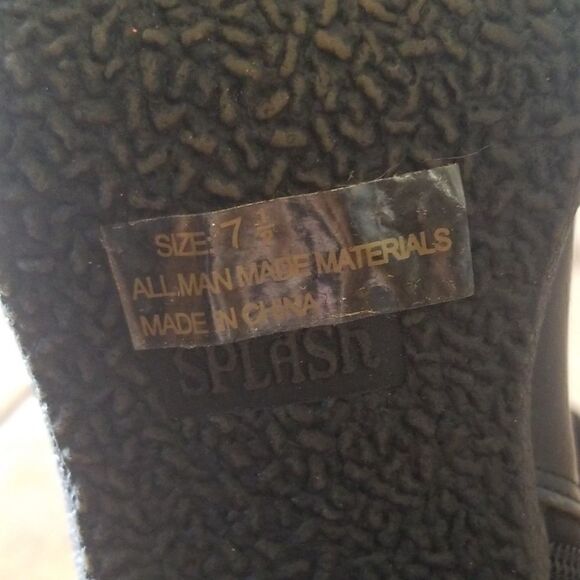 SIZE: 7 ½
ALL MAN MADE MATERIALS
MADE IN CHINA
SPLASH